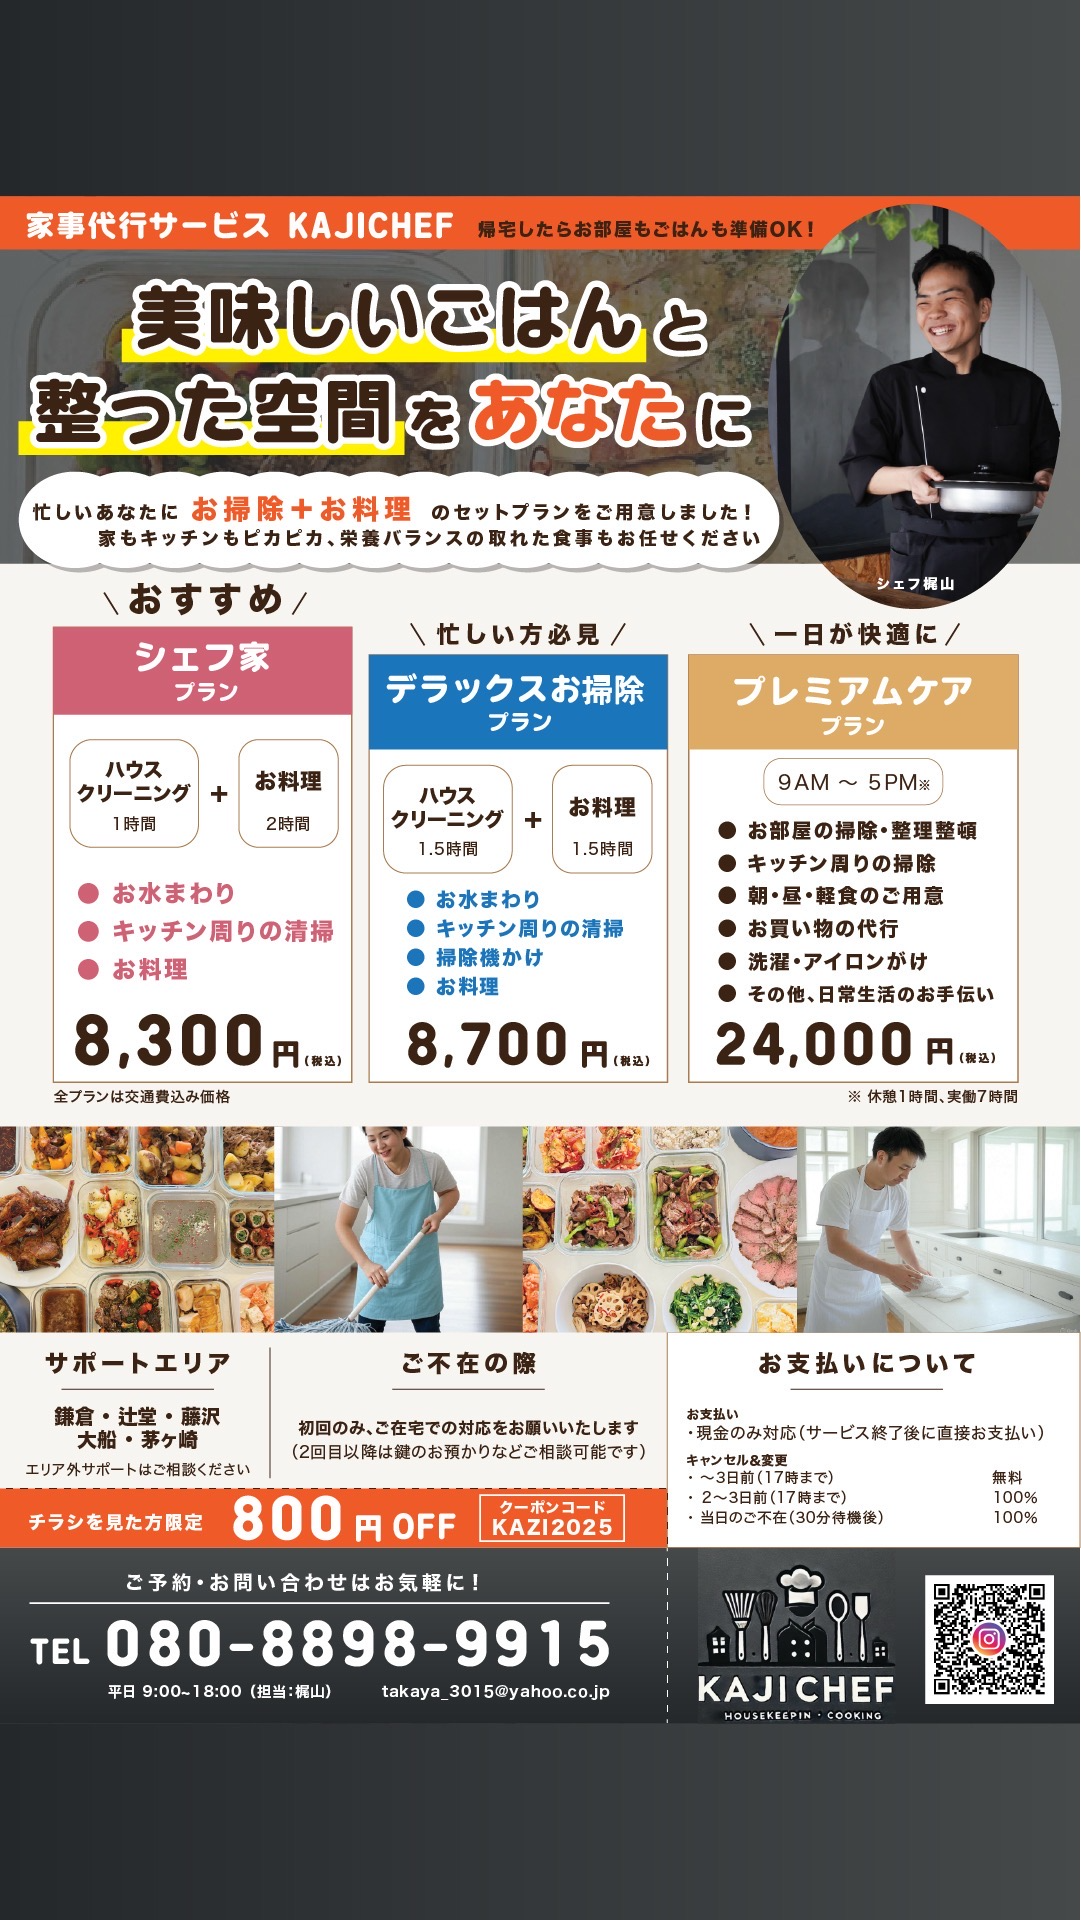 家事代行サービス KAJICHEF 帰宅したらお部屋もごはんも準備OK！
美味しいごはんと
整った空間をあなたに
忙しいあなたに お掃除＋お料理 のセットプランをご用意しました！
家もキッチンもピカピカ、栄養バランスの取れた食事もお任せください
シェフ梶山
おすすめ
シェフ家
プラン
ハウス
クリーニング
1時間
+
お料理
2時間
● お水まわり
● キッチン周りの清掃
● お料理
8,300円(税込)
忙しい方必見
デラックスお掃除
プラン
ハウス
クリーニング
1.5時間
+
お料理
1.5時間
● お水まわり
● キッチン周りの清掃
● 掃除機かけ
● お料理
8,700円(税込)
一日が快適に
プレミアムケア
プラン
9AM ～ 5PM※
● お部屋の掃除・整理整頓
● キッチン周りの掃除
● 朝・昼・軽食のご用意
● お買い物の代行
● 洗濯・アイロンがけ
● その他、日常生活のお手伝い
24,000円(税込)
全プランは交通費込み価格
※ 休憩1時間、実働7時間
サポートエリア
鎌倉・辻堂・藤沢
大船・茅ヶ崎
エリア外サポートはご相談ください
ご不在の際
初回のみ、ご在宅での対応をお願いいたします
（2回目以降は鍵のお預かりなどご相談可能です）
お支払いについて
お支払い
・現金のみ対応（サービス終了後に直接お支払い）
キャンセル&変更
・～3日前（17時まで） 無料
・2～3日前（17時まで） 100%
・当日のご不在（30分待機後） 100%
チラシを見た方限定 800円OFF
クーポンコード
KAZI2025
ご予約・お問い合わせはお気軽に！
TEL 080-8898-9915
平日 9:00~18:00（担当：梶山） takaya_3015@yahoo.co.jp
KAJICHEF
HOUSEKEEPIN・COOKING